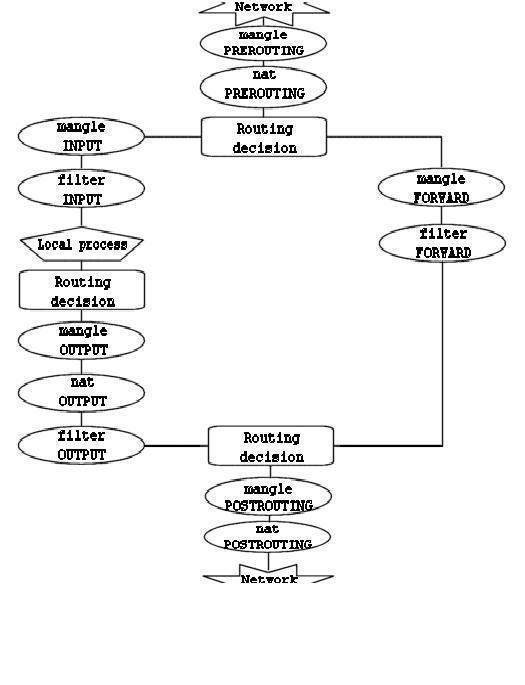 Network
mangle
PREROUTING
nat
PREROUTING
Routing
decision
mangle
INPUT
filter
INPUT
Local process
Routing
decision
mangle
OUTPUT
nat
OUTPUT
filter
OUTPUT
mangle
FORWARD
filter
FORWARD
Routing
decision
mangle
POSTROUTING
nat
POSTROUTING
Network